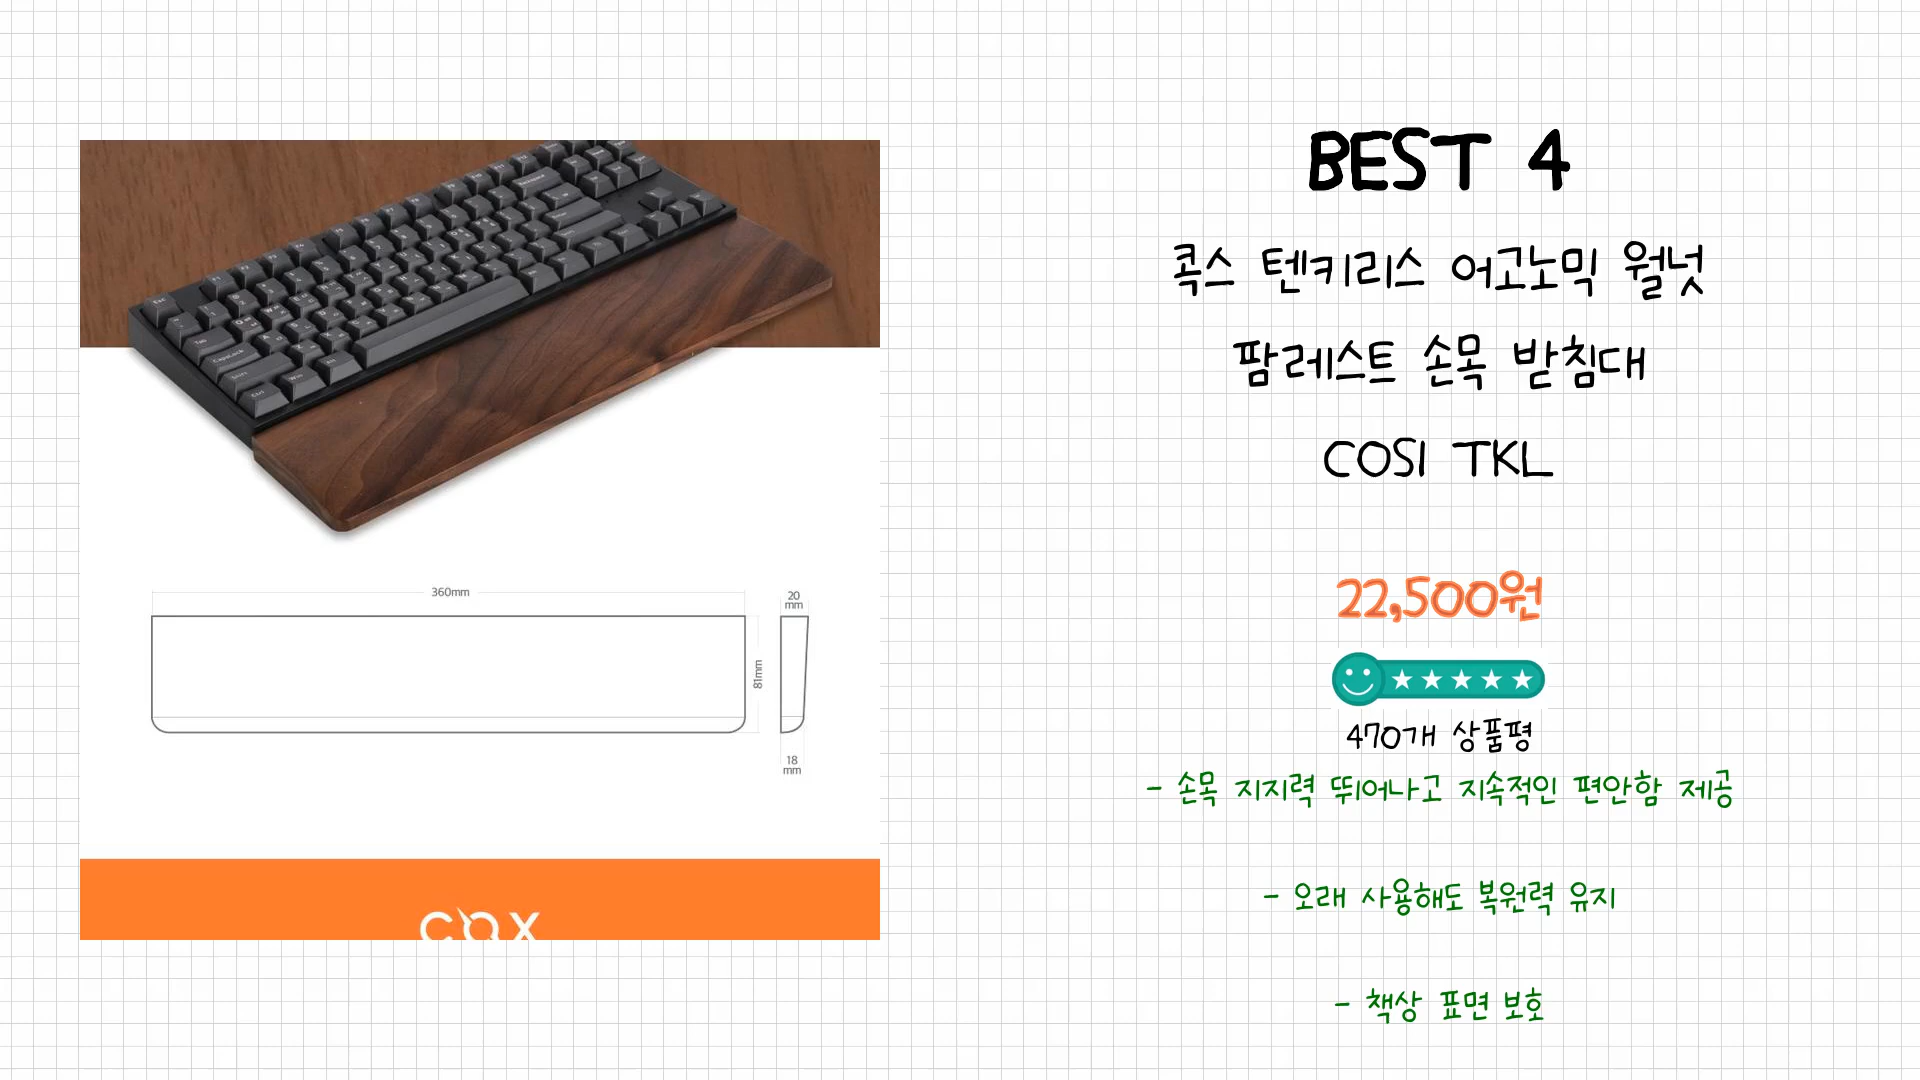 BEST 4
콕스 텐키리스 어고노믹 월넛
팜레스트 손목 받침대
COSI TKL
22,500원
470개 상품평
- 손목 지지력 뛰어나고 지속적인 편안함 제공
- 오래 사용해도 복원력 유지
- 책상 표면 보호
360mm
20
mm
81mm
18
mm
COX